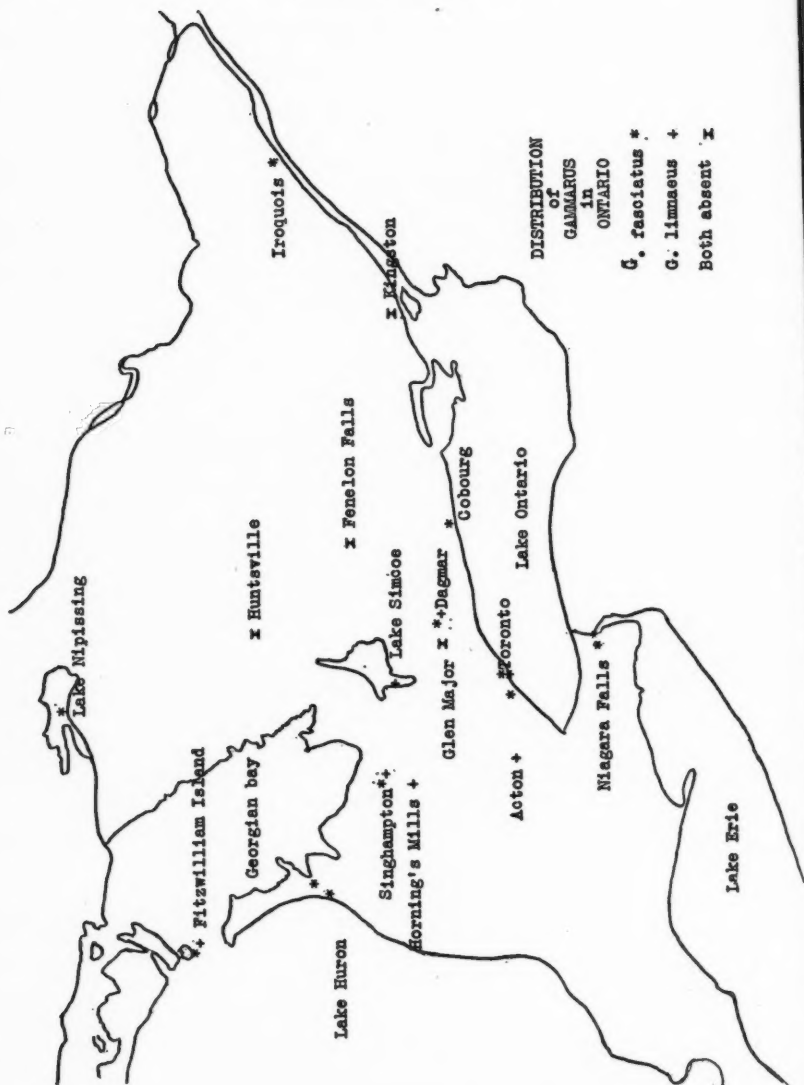 Lake Nipissing
*
*+ Fitzwilliam Island
Georgian bay
x Huntsville
Iroquois *
Lake Huron
*
*
x Fenelon Falls
x Kingston
Lake Simcoe
*
Singhampton*+
Horning's Mills +
Glen Major x *+Dagmar
*
Cobourg
*
*
*Toronto
Acton +
Lake Ontario
Niagara Falls *
*
Lake Erie
DISTRIBUTION
of
GAMMARUS
in
ONTARIO
G. fasciatus *
G. limnaeus +
Both absent x